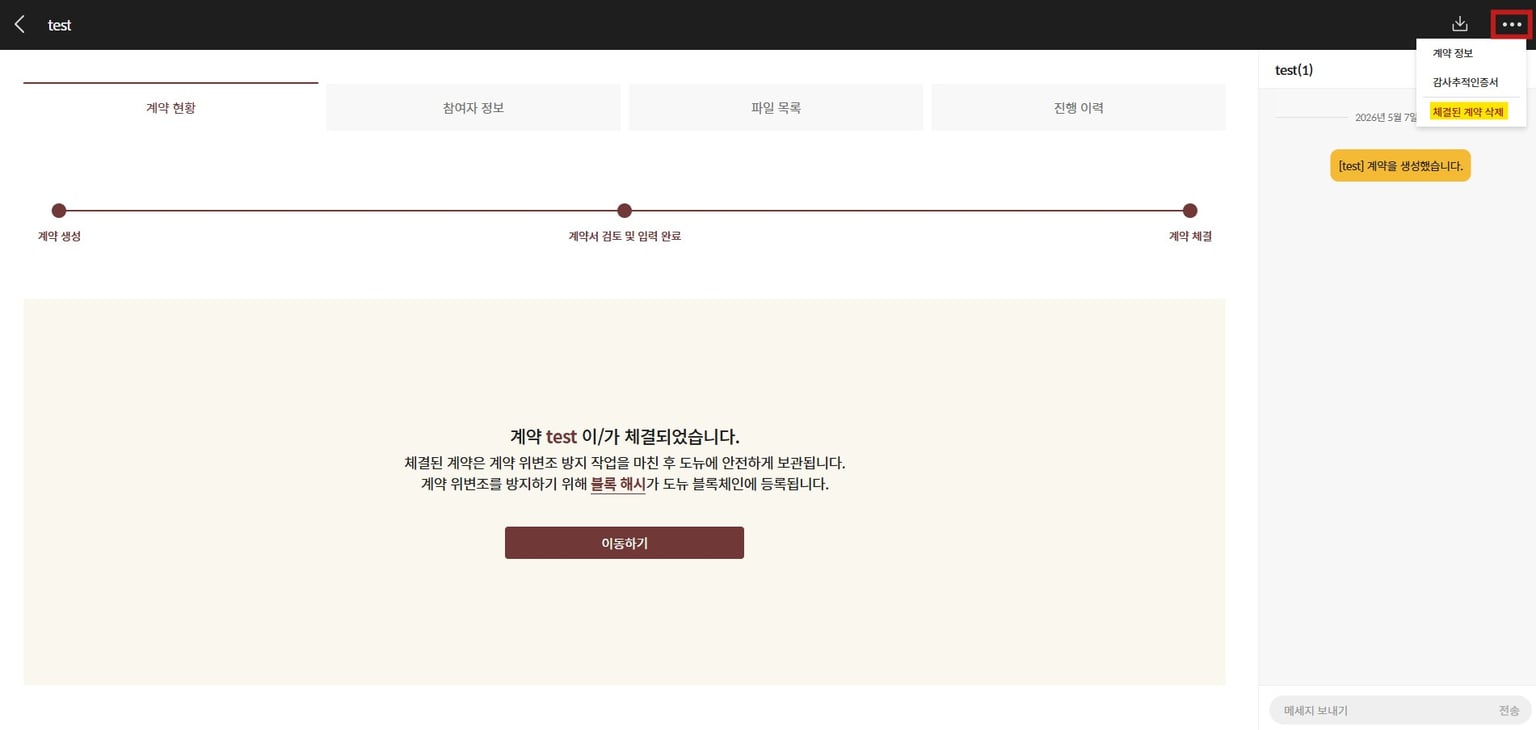 test
계약 정보
감사추적인증서
체결된 계약 삭제
계약 현황
참여자 정보
파일 목록
진행 이력
계약 생성
계약서 검토 및 입력 완료
계약 체결
계약 test 이/가 체결되었습니다.
체결된 계약은 계약 위변조 방지 작업을 마친 후 도뉴에 안전하게 보관됩니다.
계약 위변조를 방지하기 위해 블록 해시가 도뉴 블록체인에 등록됩니다.
이동하기
test(1)
2026년 5월 7일
[test] 계약을 생성했습니다.
메세지 보내기
전송